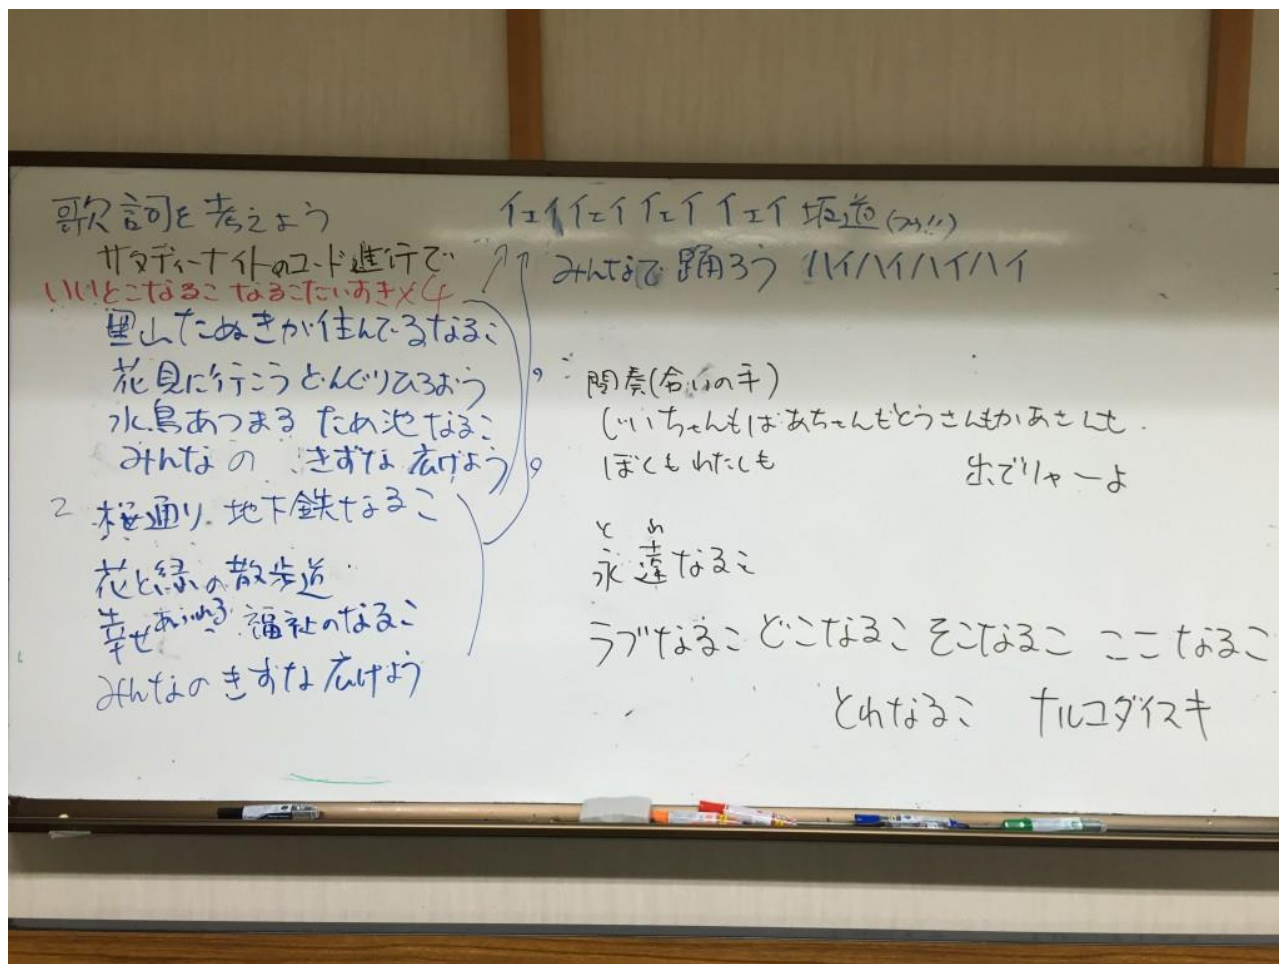 歌詞を考えよう
サタディーナイトのコード進行で
いいとこなるこ なるこだいすき×4
里山たぬきが住んでるなるこ
花見に行こうどんぐりひろおう
水鳥あつまる ため池なるこ
みんなの きずな 広げよう
2 桜通り 地下鉄なるこ
花と緑の散歩道
幸せあふれる 福祉のなるこ
みんなのきずな広げよう
イェイイェイイェイイェイ 坂道
みんなで踊ろう ハイハイハイハイ
間奏(合いの手)
じいちゃんもばあちゃんもとうさんもかあさんも
ぼくもわたしも 出でりゃーよ
とわ
永遠なるこ
ラブなるこ どこなるこ そこなるこ ここなるこ
とわなるこ ナルコダイスキ